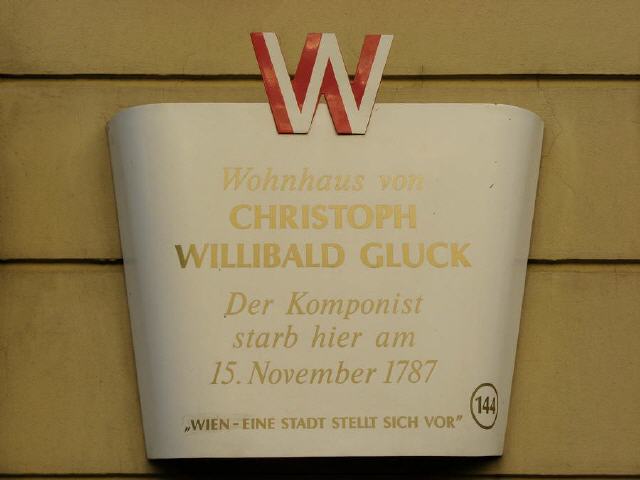 W
Wohnhaus von
CHRISTOPH
WILLIBALD GLUCK
Der Komponist
starb hier am
15. November 1787
144
„WIEN - EINE STADT STELLT SICH VOR"